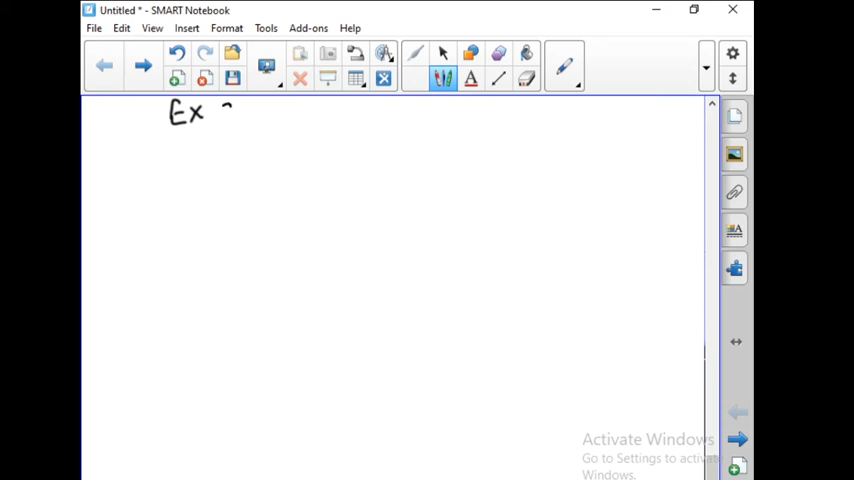 Untitled * - SMART Notebook
File Edit View Insert Format Tools Add-ons Help
Ex
Activate Windows
Go to Settings to activate
Windows.